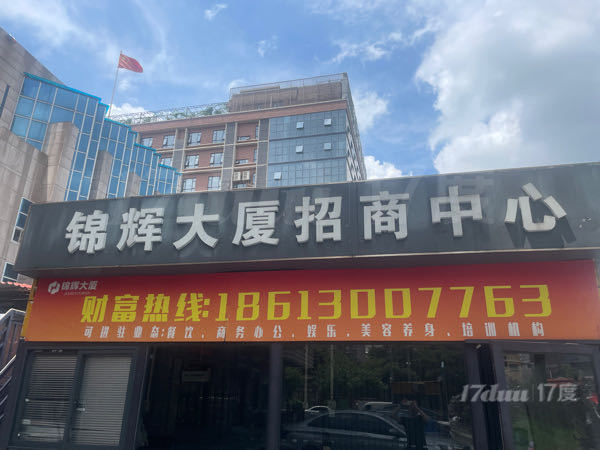 锦辉大厦招商中心
锦辉大厦
财富热线:18613007763
可招驻业态:餐饮、商务办公、娱乐、美容养身、培训机构
17duu 17度